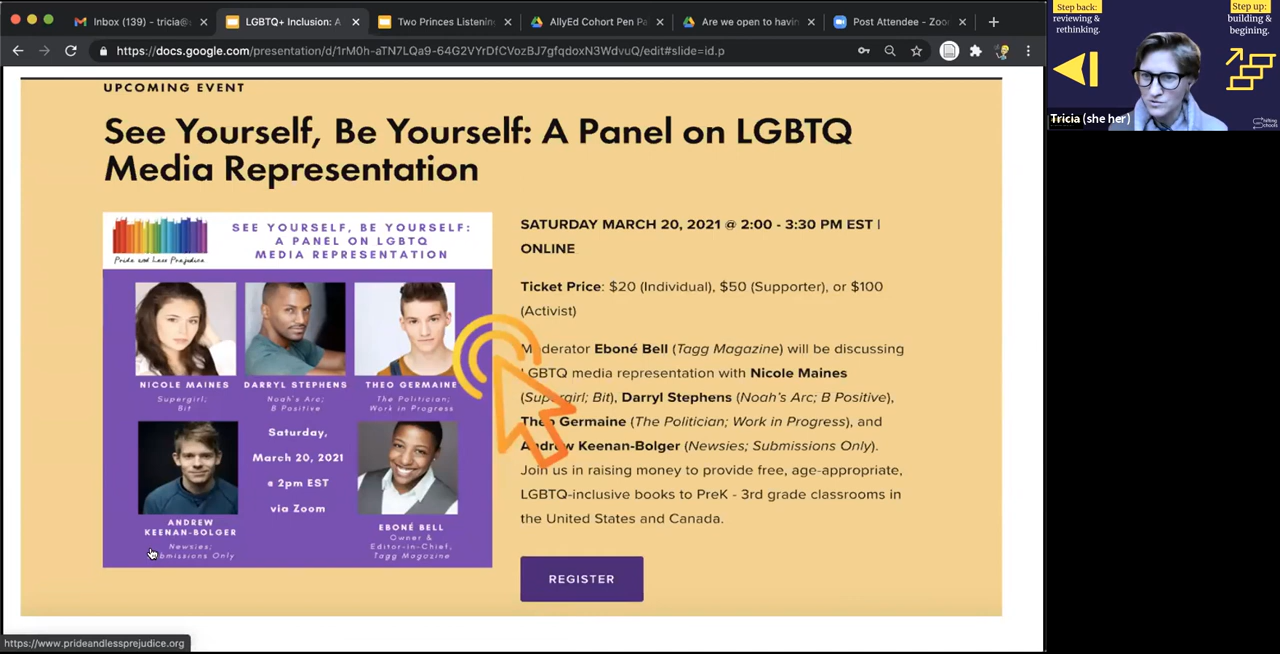 Inbox (139) - tricia@s
LGBTQ+ Inclusion: A
Two Princes Listening
AllyEd Cohort Pen Pa
Are we open to having
Post Attendee - Zoo
https://docs.google.com/presentation/d/1rM0h-aTN7LQa9-64G2VYrDfCVozBJ7gfqdoxN3WdvuQ/edit#slide=id.p
UPCOMING EVENT
See Yourself, Be Yourself: A Panel on LGBTQ
Media Representation
Pride and Less Prejudice
SEE YOURSELF, BE YOURSELF:
A PANEL ON LGBTQ
MEDIA REPRESENTATION
NICOLE MAINES
Supergirl;
Bit
DARRYL STEPHENS
Noah's Arc;
B Positive
THEO GERMAINE
The Politician;
Work in Progress
ANDREW
KEENAN-BOLGER
Newsies;
Submissions Only
Saturday,
March 20, 2021
@ 2pm EST
via Zoom
EBONÉ BELL
Owner &
Editor-in-Chief,
Tagg Magazine
SATURDAY MARCH 20, 2021 @ 2:00 - 3:30 PM EST |
ONLINE
Ticket Price: $20 (Individual), $50 (Supporter), or $100
(Activist)
Moderator Eboné Bell (Tagg Magazine) will be discussing
LGBTQ media representation with Nicole Maines
(Supergirl; Bit), Darryl Stephens (Noah's Arc; B Positive),
Theo Germaine (The Politician; Work in Progress), and
Andrew Keenan-Bolger (Newsies; Submissions Only).
Join us in raising money to provide free, age-appropriate,
LGBTQ-inclusive books to PreK - 3rd grade classrooms in
the United States and Canada.
REGISTER
https://www.prideandlessprejudice.org
Step back:
reviewing &
rethinking.
Step up:
building &
begining.
Tricia (she her)
Shifting
Schools